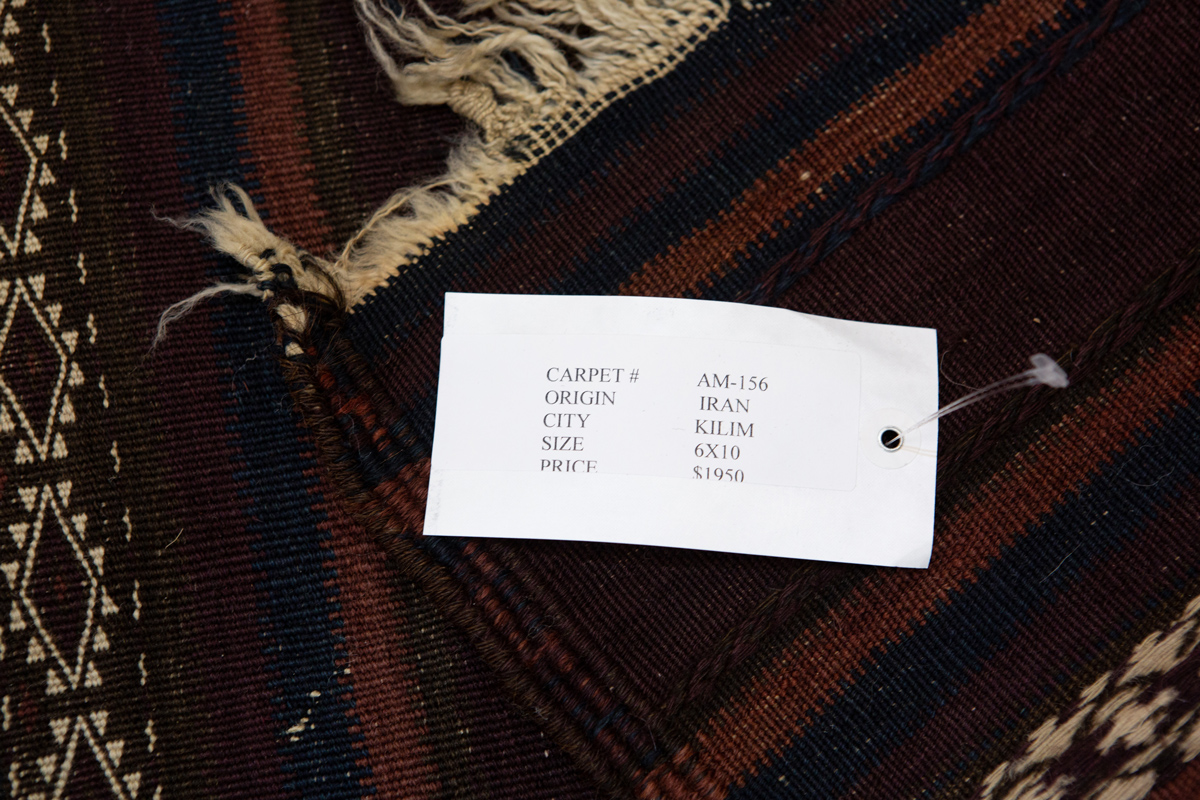 CARPET # AM-156
ORIGIN IRAN
CITY KILIM
SIZE 6X10
PRICE $1950